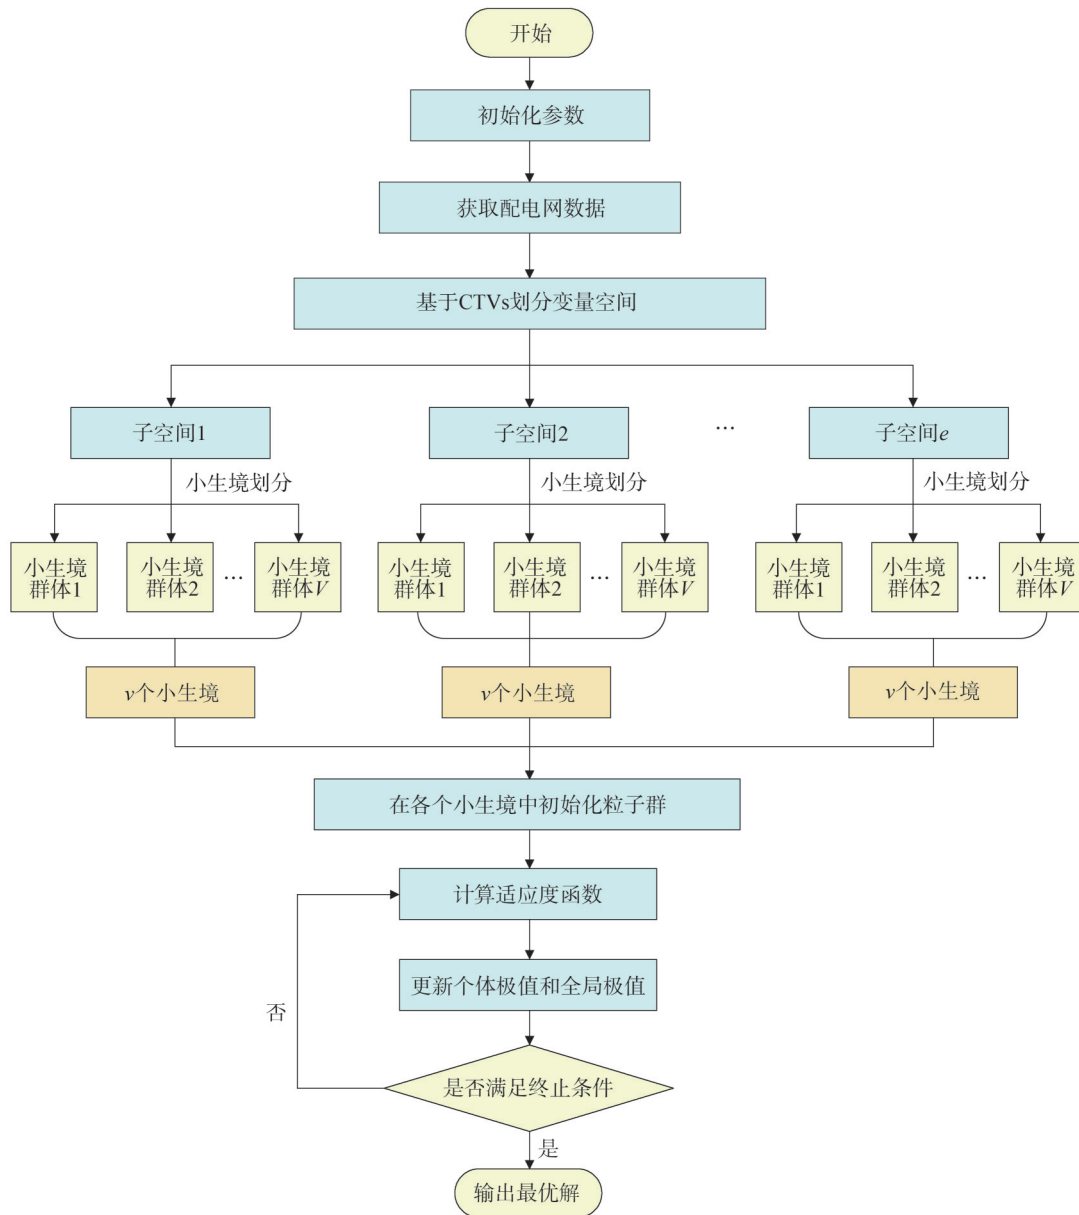 开始
初始化参数
获取配电网数据
基于CTVs划分变量空间
子空间1
子空间2
…
子空间e
小生境划分
小生境划分
小生境划分
小生境
群体1
小生境
群体2
…
小生境
群体V
小生境
群体1
小生境
群体2
…
小生境
群体V
小生境
群体1
小生境
群体2
…
小生境
群体V
v个小生境
v个小生境
v个小生境
在各个小生境中初始化粒子群
计算适应度函数
更新个体极值和全局极值
否
是否满足终止条件
是
输出最优解